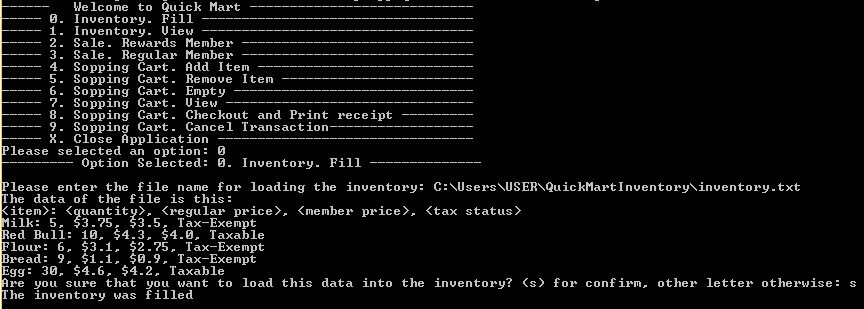 ------   Welcome to Quick Mart ----------------------------
----- 0. Inventory. Fill ----------------------------------
----- 1. Inventory. View ----------------------------------
----- 2. Sale. Rewards Member -----------------------------
----- 3. Sale. Regular Member -----------------------------
----- 4. Sopping Cart. Add Item ---------------------------
----- 5. Sopping Cart. Remove Item ------------------------
----- 6. Sopping Cart. Empty ------------------------------
----- 7. Sopping Cart. View -------------------------------
----- 8. Sopping Cart. Checkout and Print receipt ---------
----- 9. Sopping Cart. Cancel Transaction------------------
----- X. Close Application --------------------------------
Please selected an option: 0
--------- Option Selected: 0. Inventory. Fill --------------
Please enter the file name for loading the inventory: C:\Users\USER\QuickMartInventory\inventory.txt
The data of the file is this:
<item>: <quantity>, <regular price>, <member price>, <tax status>
Milk: 5, $3.75, $3.5, Tax-Exempt
Red Bull: 10, $4.3, $4.0, Taxable
Flour: 6, $3.1, $2.75, Tax-Exempt
Bread: 9, $1.1, $0.9, Tax-Exempt
Egg: 30, $4.6, $4.2, Taxable
Are you sure that you want to load this data into the inventory? (s) for confirm, other letter otherwise: s
The inventory was filled